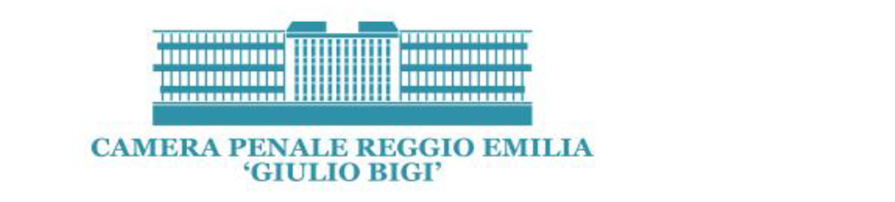 CAMERA PENALE REGGIO EMILIA
‘GIULIO BIGI’